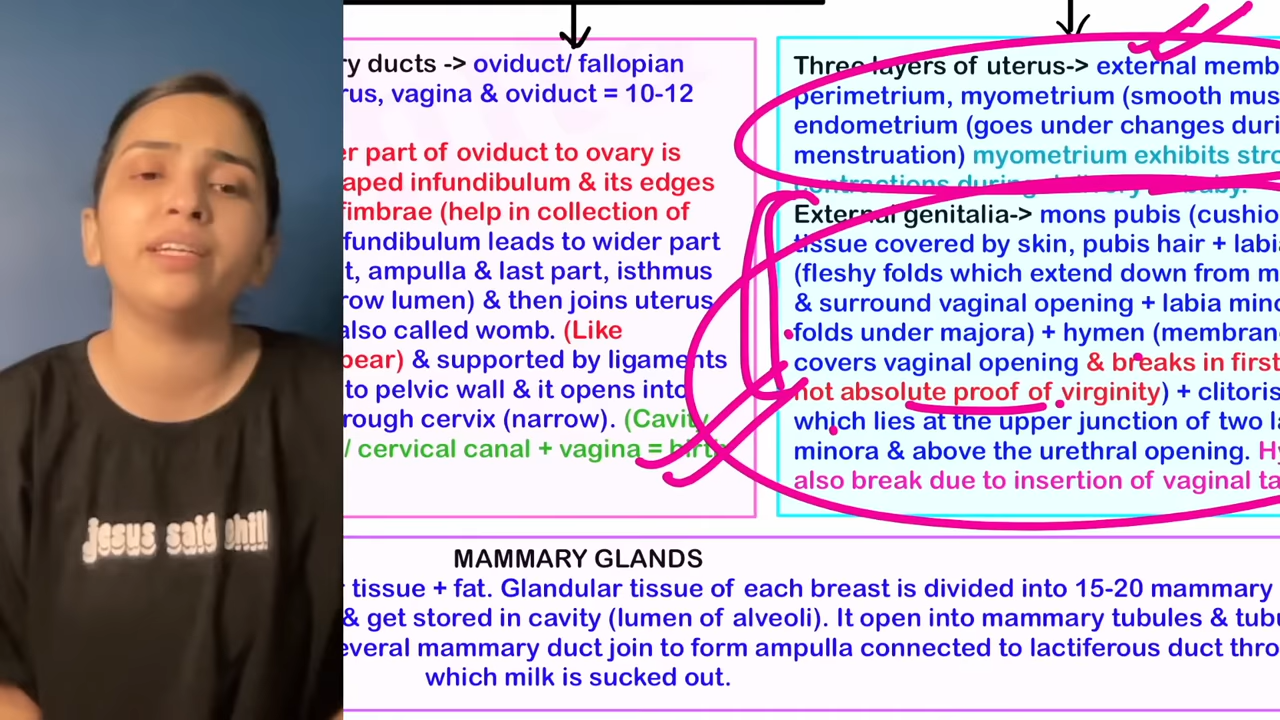 jesus said chill
ry ducts -> oviduct/ fallopian
rus, vagina & oviduct = 10-12
er part of oviduct to ovary is
aped infundibulum & its edges
fimbrae (help in collection of
fundibulum leads to wider part
t, ampulla & last part, isthmus
row lumen) & then joins uterus
also called womb. (Like
pear) & supported by ligaments
to pelvic wall & it opens into
rough cervix (narrow). (Cavity
/ cervical canal + vagina = birth
Three layers of uterus-> external memb
perimetrium, myometrium (smooth mus
endometrium (goes under changes duri
menstruation) myometrium exhibits stro
contractions during delivery baby.
External genitalia-> mons pubis (cushio
tissue covered by skin, pubis hair + labi
(fleshy folds which extend down from m
& surround vaginal opening + labia mino
folds under majora) + hymen (membran
covers vaginal opening & breaks in first
not absolute proof of virginity) + clitoris
which lies at the upper junction of two la
minora & above the urethral opening. Hy
also break due to insertion of vaginal ta
MAMMARY GLANDS
r tissue + fat. Glandular tissue of each breast is divided into 15-20 mammary
& get stored in cavity (lumen of alveoli). It open into mammary tubules & tubu
everal mammary duct join to form ampulla connected to lactiferous duct thro
which milk is sucked out.